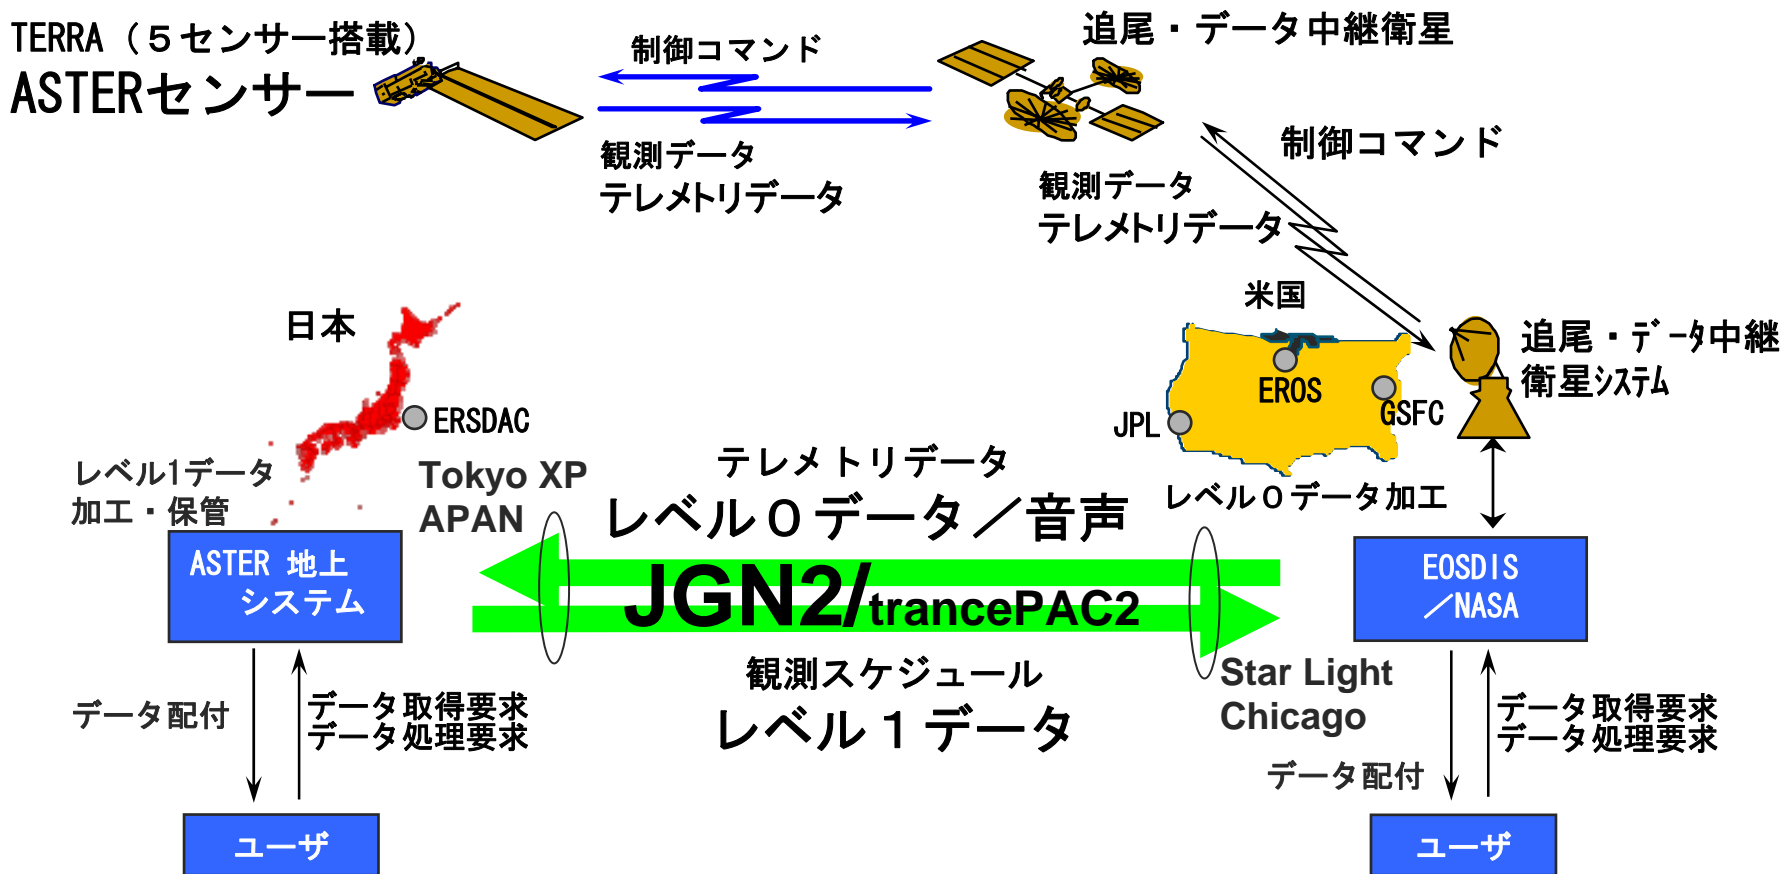 TERRA（５センサー搭載）
ASTERセンサー
制御コマンド
観測データ
テレメトリデータ
追尾・データ中継衛星
制御コマンド
観測データ
テレメトリデータ
日本
ERSDAC
レベル1データ
加工・保管
Tokyo XP
APAN
米国
EROS
GSFC
JPL
追尾・ﾃﾞｰﾀ中継
衛星ｼｽﾃﾑ
レベル０データ加工
テレメトリデータ
レベル０データ／音声
JGN2/trancePAC2
観測スケジュール
レベル１データ
ASTER 地上
システム
EOSDIS
／NASA
Star Light
Chicago
データ配付
データ取得要求
データ処理要求
データ取得要求
データ処理要求
データ配付
ユーザ
ユーザ